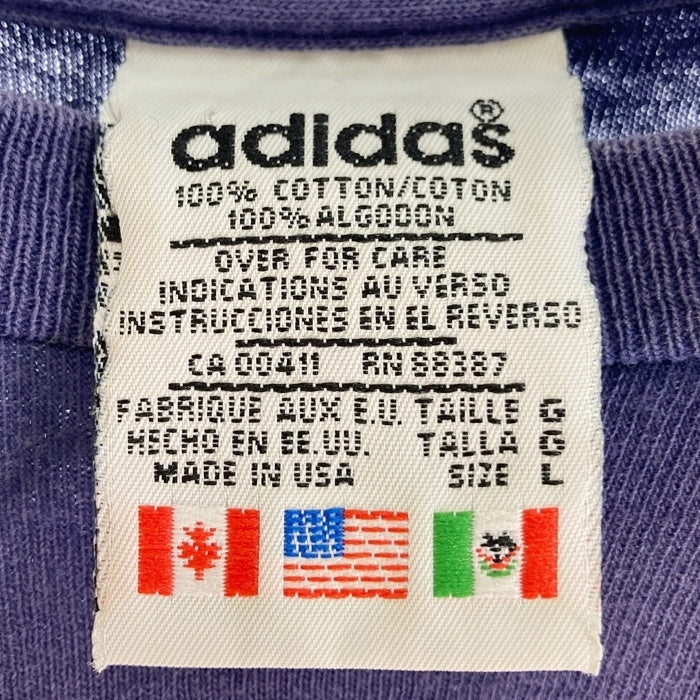 adidas®
100% COTTON/COTON
100% ALGODON
OVER FOR CARE
INDICATIONS AU VERSO
INSTRUCCIONES EN EL REVERSO
CA 00411 RN 88387
FABRIQUE AUX E.U. TAILLE G
HECHO EN EE.UU. TALLA G
MADE IN USA SIZE L